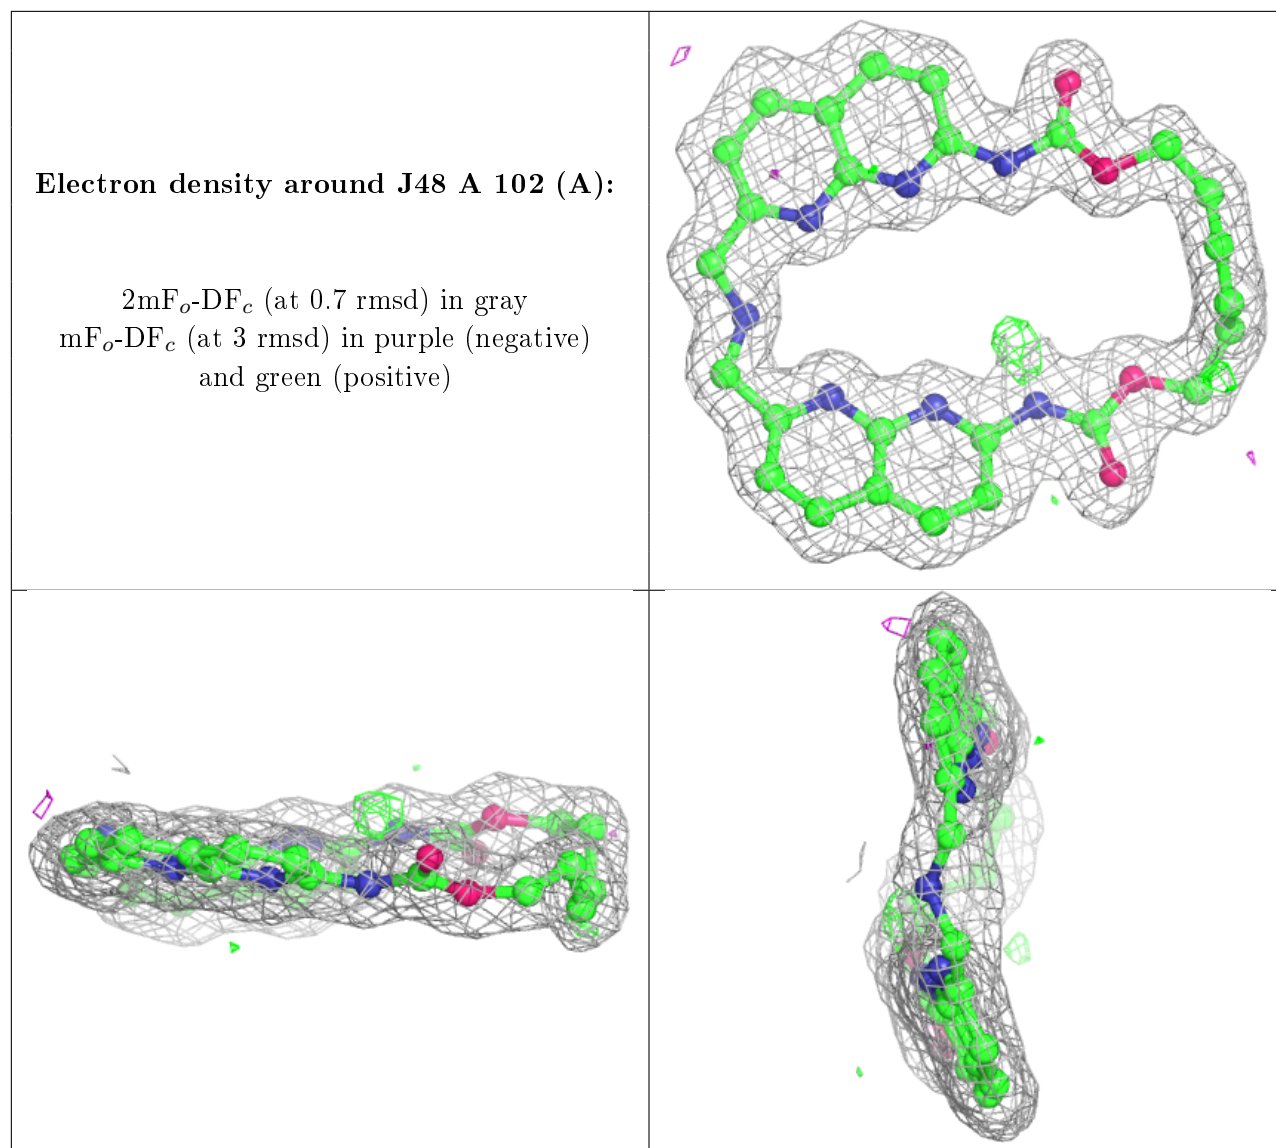 Electron density around J48 A 102 (A):
2mFo-DFc (at 0.7 rmsd) in gray
mFo-DFc (at 3 rmsd) in purple (negative)
and green (positive)